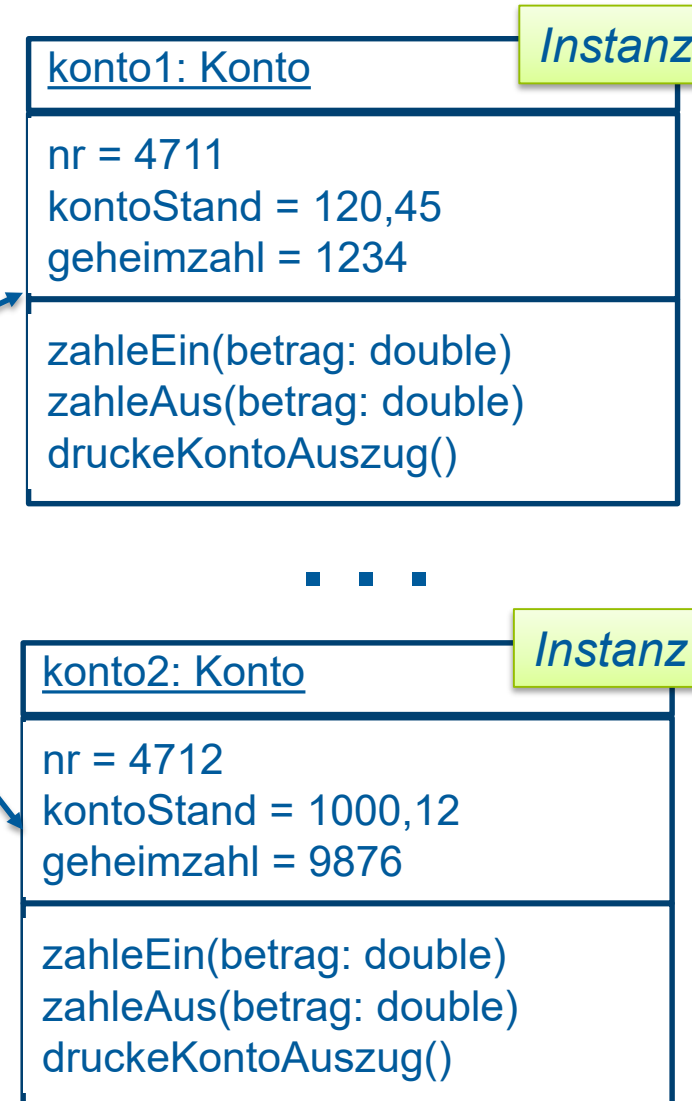 Instanz
konto1: Konto
nr = 4711
kontoStand = 120,45
geheimzahl = 1234
zahleEin(betrag: double)
zahleAus(betrag: double)
druckeKontoAuszug()
. . .
Instanz
konto2: Konto
nr = 4712
kontoStand = 1000,12
geheimzahl = 9876
zahleEin(betrag: double)
zahleAus(betrag: double)
druckeKontoAuszug()